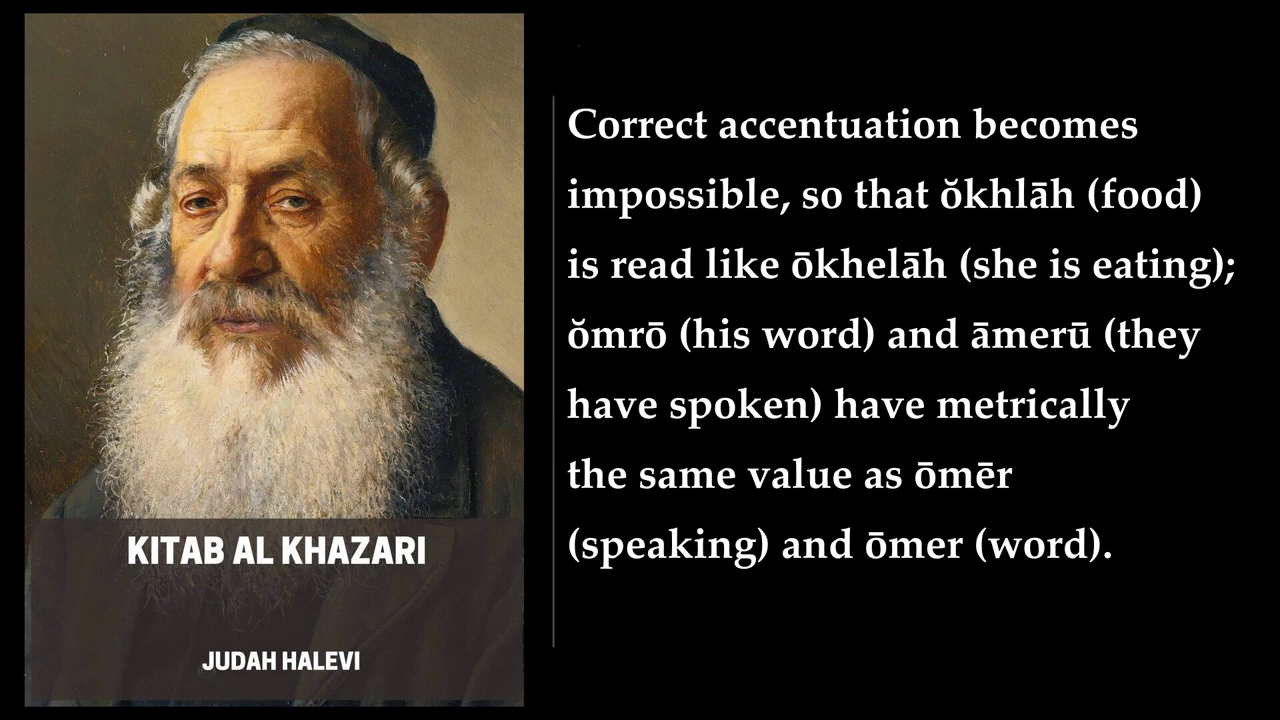 KITAB AL KHAZARI
JUDAH HALEVI
Correct accentuation becomes
impossible, so that ŏkhlāh (food)
is read like ōkhelāh (she is eating);
ŏmrō (his word) and āmerū (they
have spoken) have metrically
the same value as ōmēr
(speaking) and ōmer (word).